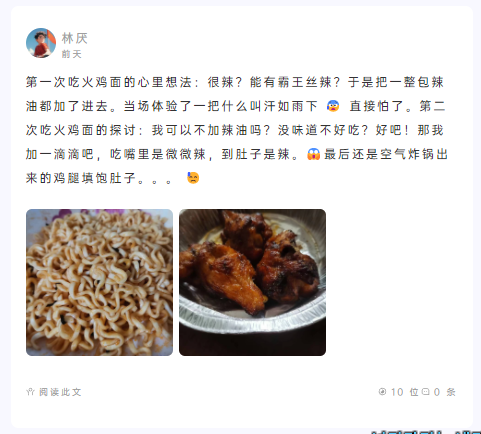 林厌
前天
第一次吃火鸡面的心里想法：很辣？能有霸王丝辣？于是把一整包辣
油都加了进去。当场体验了一把什么叫汗如雨下 😰 直接怕了。第二
次吃火鸡面的探讨：我可以不加辣油吗？没味道不好吃？好吧！那我
加一滴滴吧，吃嘴里是微微辣，到肚子是辣。😱最后还是空气炸锅出
来的鸡腿填饱肚子。。。 😓
阅读此文
10 位 0 条